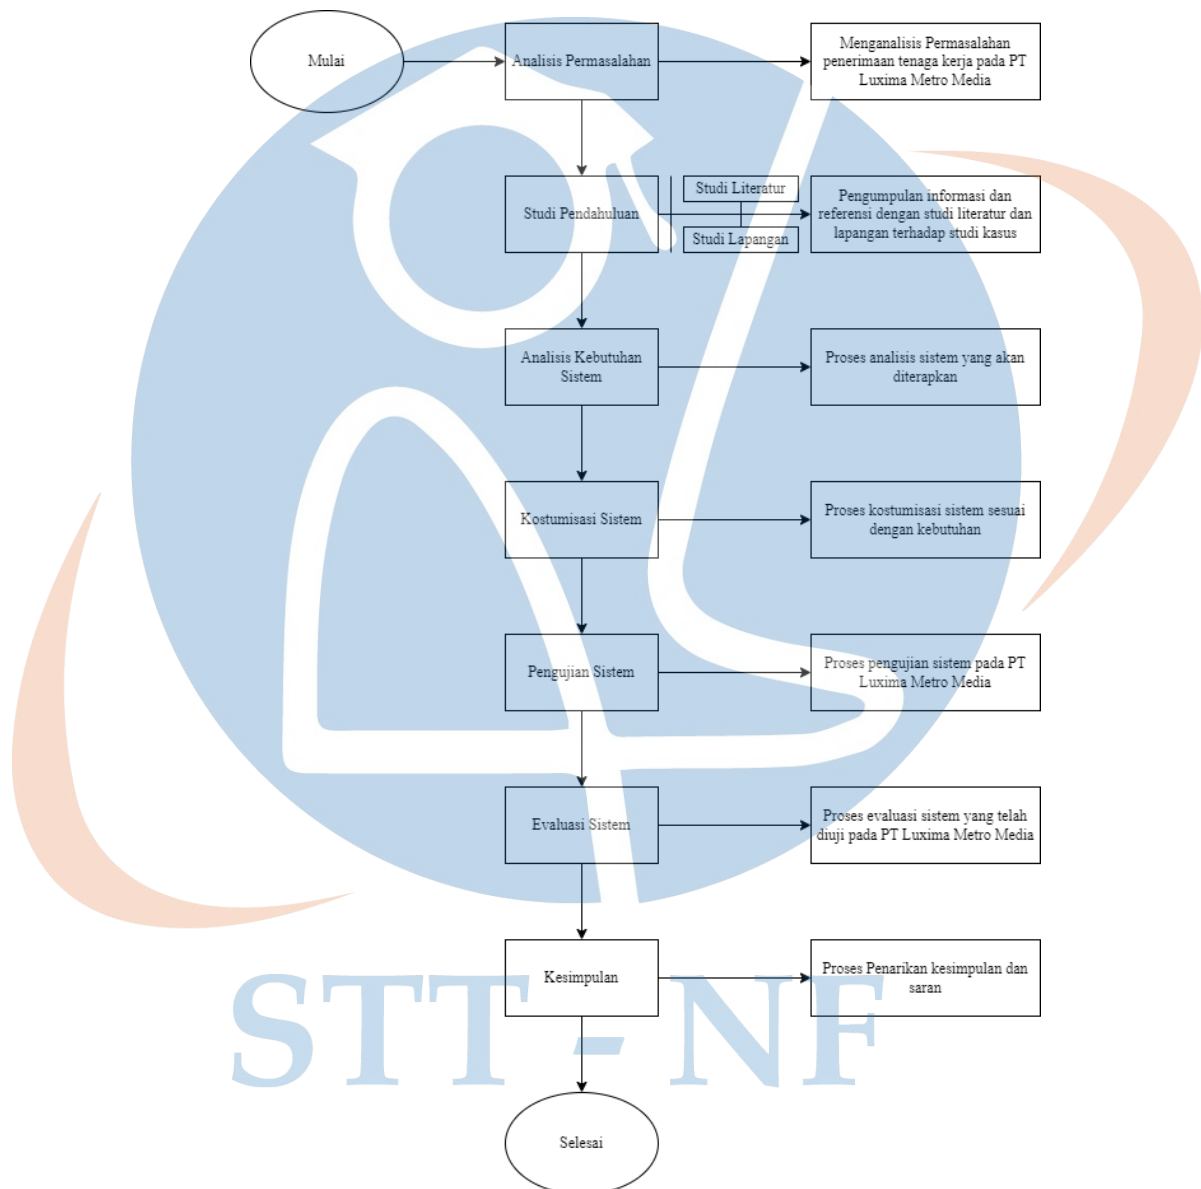 Mulai
Analisis Permasalahan
Menganalisis Permasalahan
penerimaan tenaga kerja pada PT
Luxima Metro Media
Studi Pendahuluan
Studi Literatur
Studi Lapangan
Pengumpulan informasi dan
referensi dengan studi literatur dan
lapangan terhadap studi kasus
Analisis Kebutuhan
Sistem
Proses analisis sistem yang akan
diterapkan
Kostumisasi Sistem
Proses kostumisasi sistem sesuai
dengan kebutuhan
Pengujian Sistem
Proses pengujian sistem pada PT
Luxima Metro Media
Evaluasi Sistem
Proses evaluasi sistem yang telah
diuji pada PT Luxima Metro Media
Kesimpulan
Proses Penarikan kesimpulan dan
saran
STT - NF
Selesai